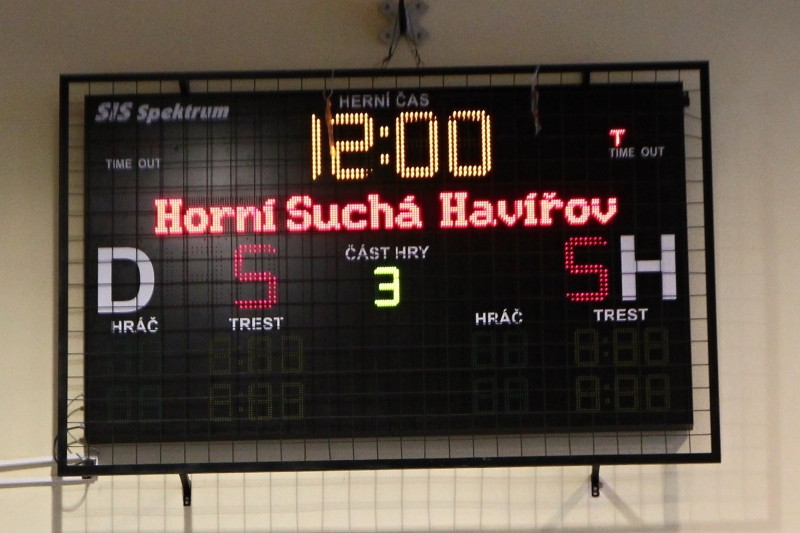 SIS Spektrum
HERNÍ ČAS
12:00
TIME OUT
T
TIME OUT
Horní Suchá Havířov
D 5 ČÁST HRY 5 H
3
HRÁČ TREST HRÁČ TREST